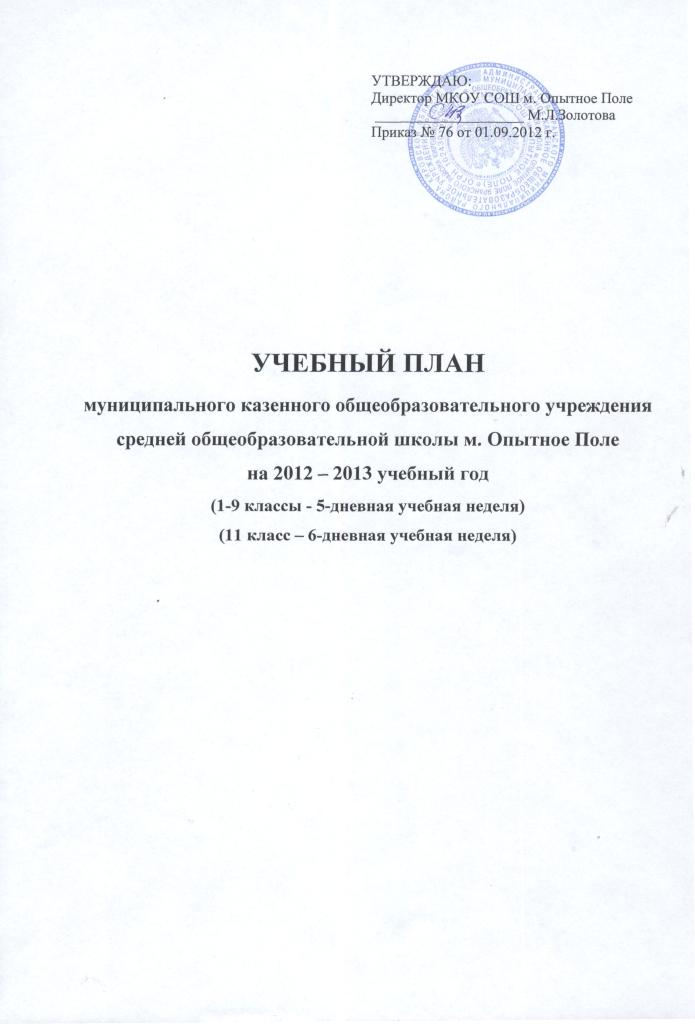 УТВЕРЖДАЮ:
Директор МКОУ СОШ м. Опытное Поле
____________________ М.Л.Золотова
Приказ № 76 от 01.09.2012 г.
УЧЕБНЫЙ ПЛАН
муниципального казенного общеобразовательного учреждения
средней общеобразовательной школы м. Опытное Поле
на 2012 – 2013 учебный год
(1-9 классы - 5-дневная учебная неделя)
(11 класс – 6-дневная учебная неделя)